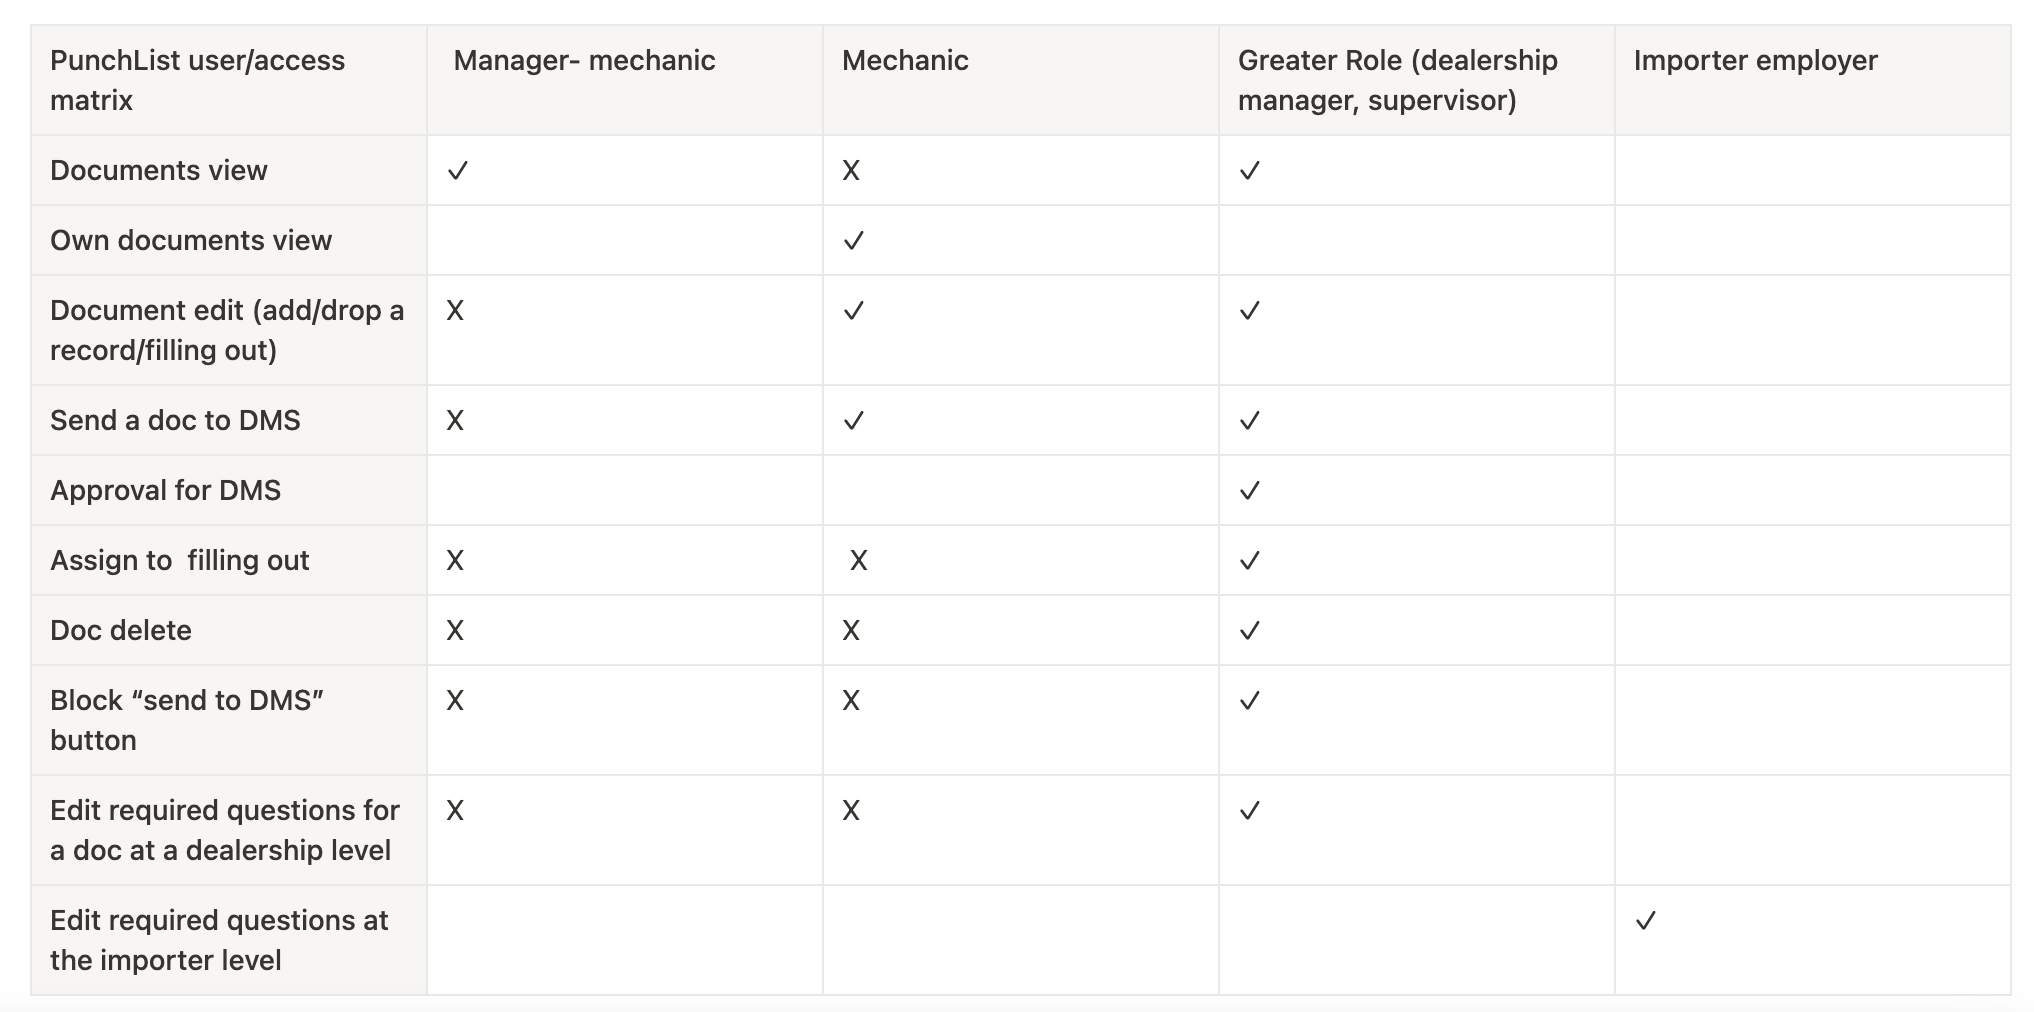 PunchList user/access
matrix
Manager- mechanic
Mechanic
Greater Role (dealership
manager, supervisor)
Importer employer
Documents view
✓
X
✓
Own documents view
✓
Document edit (add/drop a
record/filling out)
X
✓
✓
Send a doc to DMS
X
✓
✓
Approval for DMS
✓
Assign to  filling out
X
X
✓
Doc delete
X
X
✓
Block “send to DMS”
button
X
X
✓
Edit required questions for
a doc at a dealership level
X
X
✓
Edit required questions at
the importer level
✓